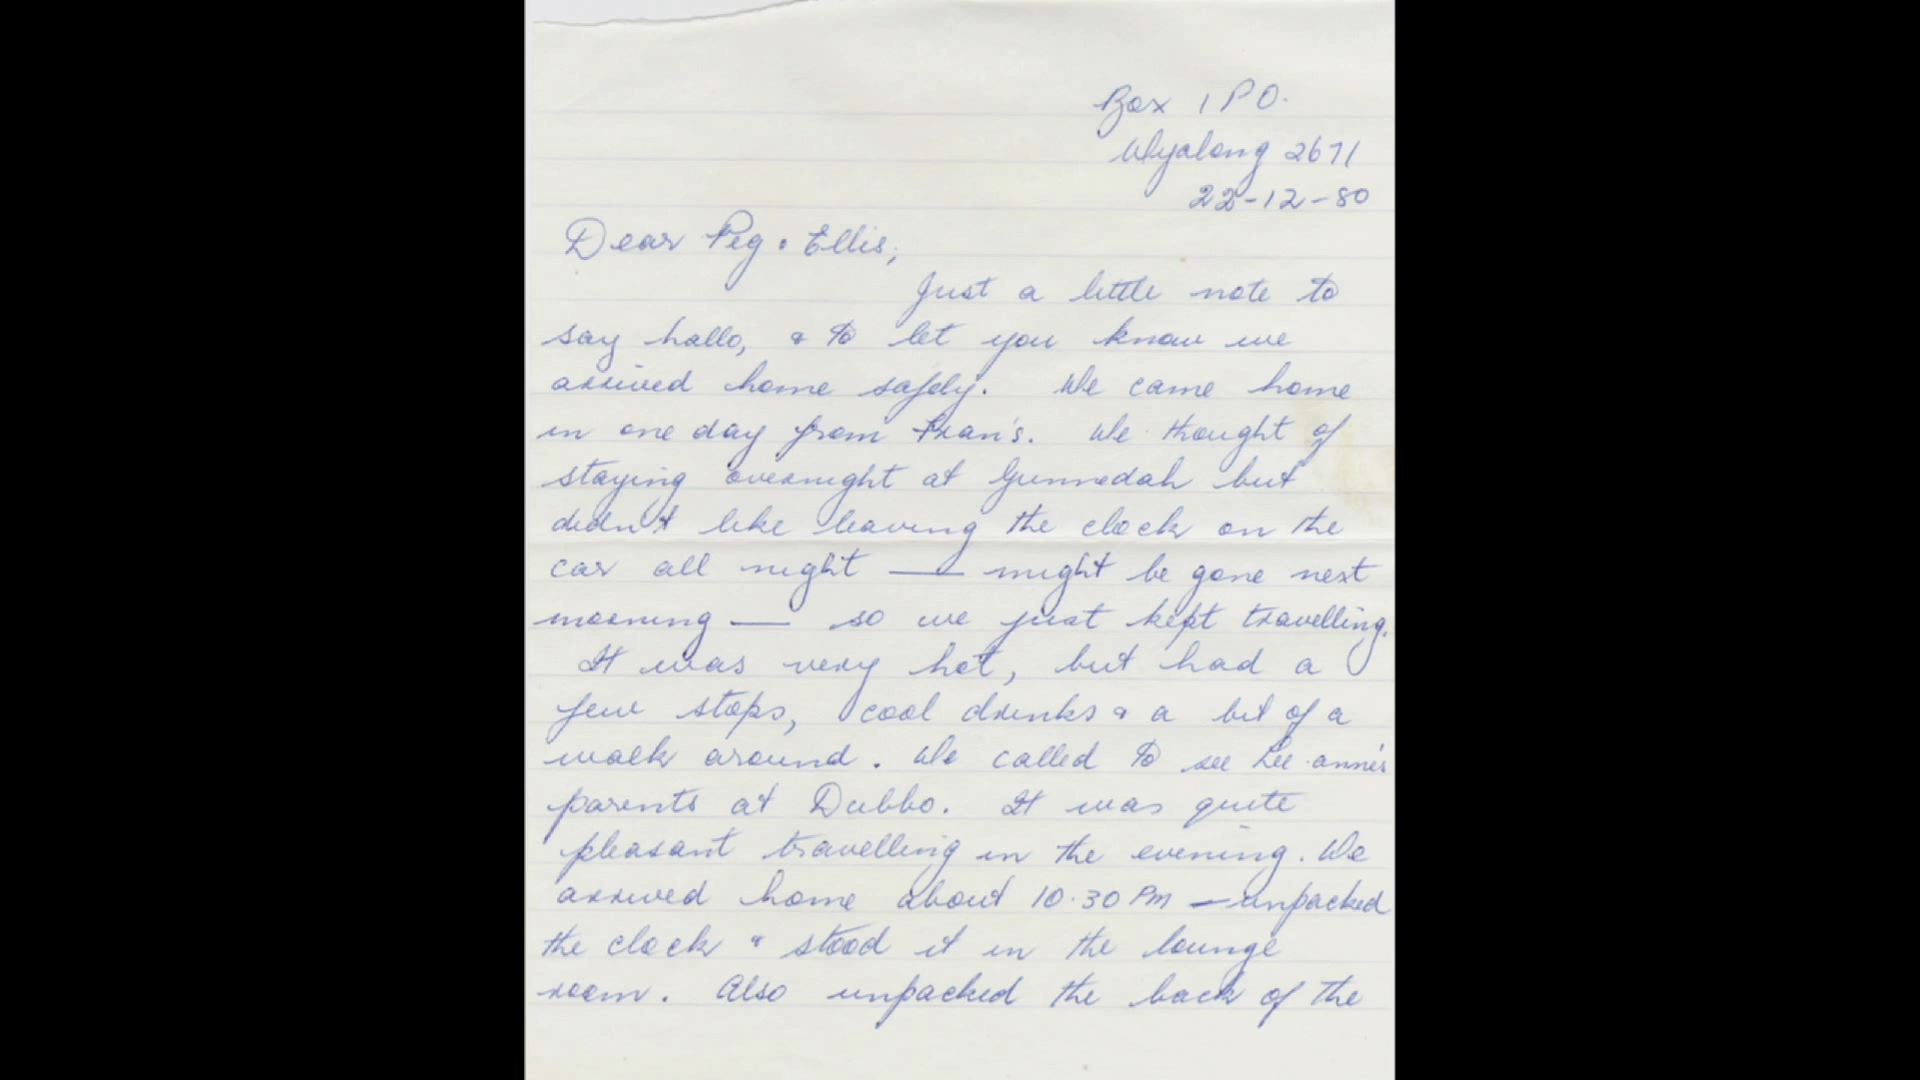 Box 1 P O.
Wyalong 2671
22-12-80
Dear Peg & Ellis,
Just a little note to
say hallo, & to let you know we
arrived home safely. We came home
in one day from Fran's. We thought of
staying overnight at Gunnedah but
didn't like leaving the clock on the
car all night — might be gone next
morning — so we just kept travelling.
It was very hot, but had a
few stops, cool drinks & a bit of a
walk around. We called to see Lee-anne's
parents at Dubbo. It was quite
pleasant travelling in the evening. We
arrived home about 10.30 PM — unpacked
the clock & stood it in the lounge
room. Also unpacked the back of the